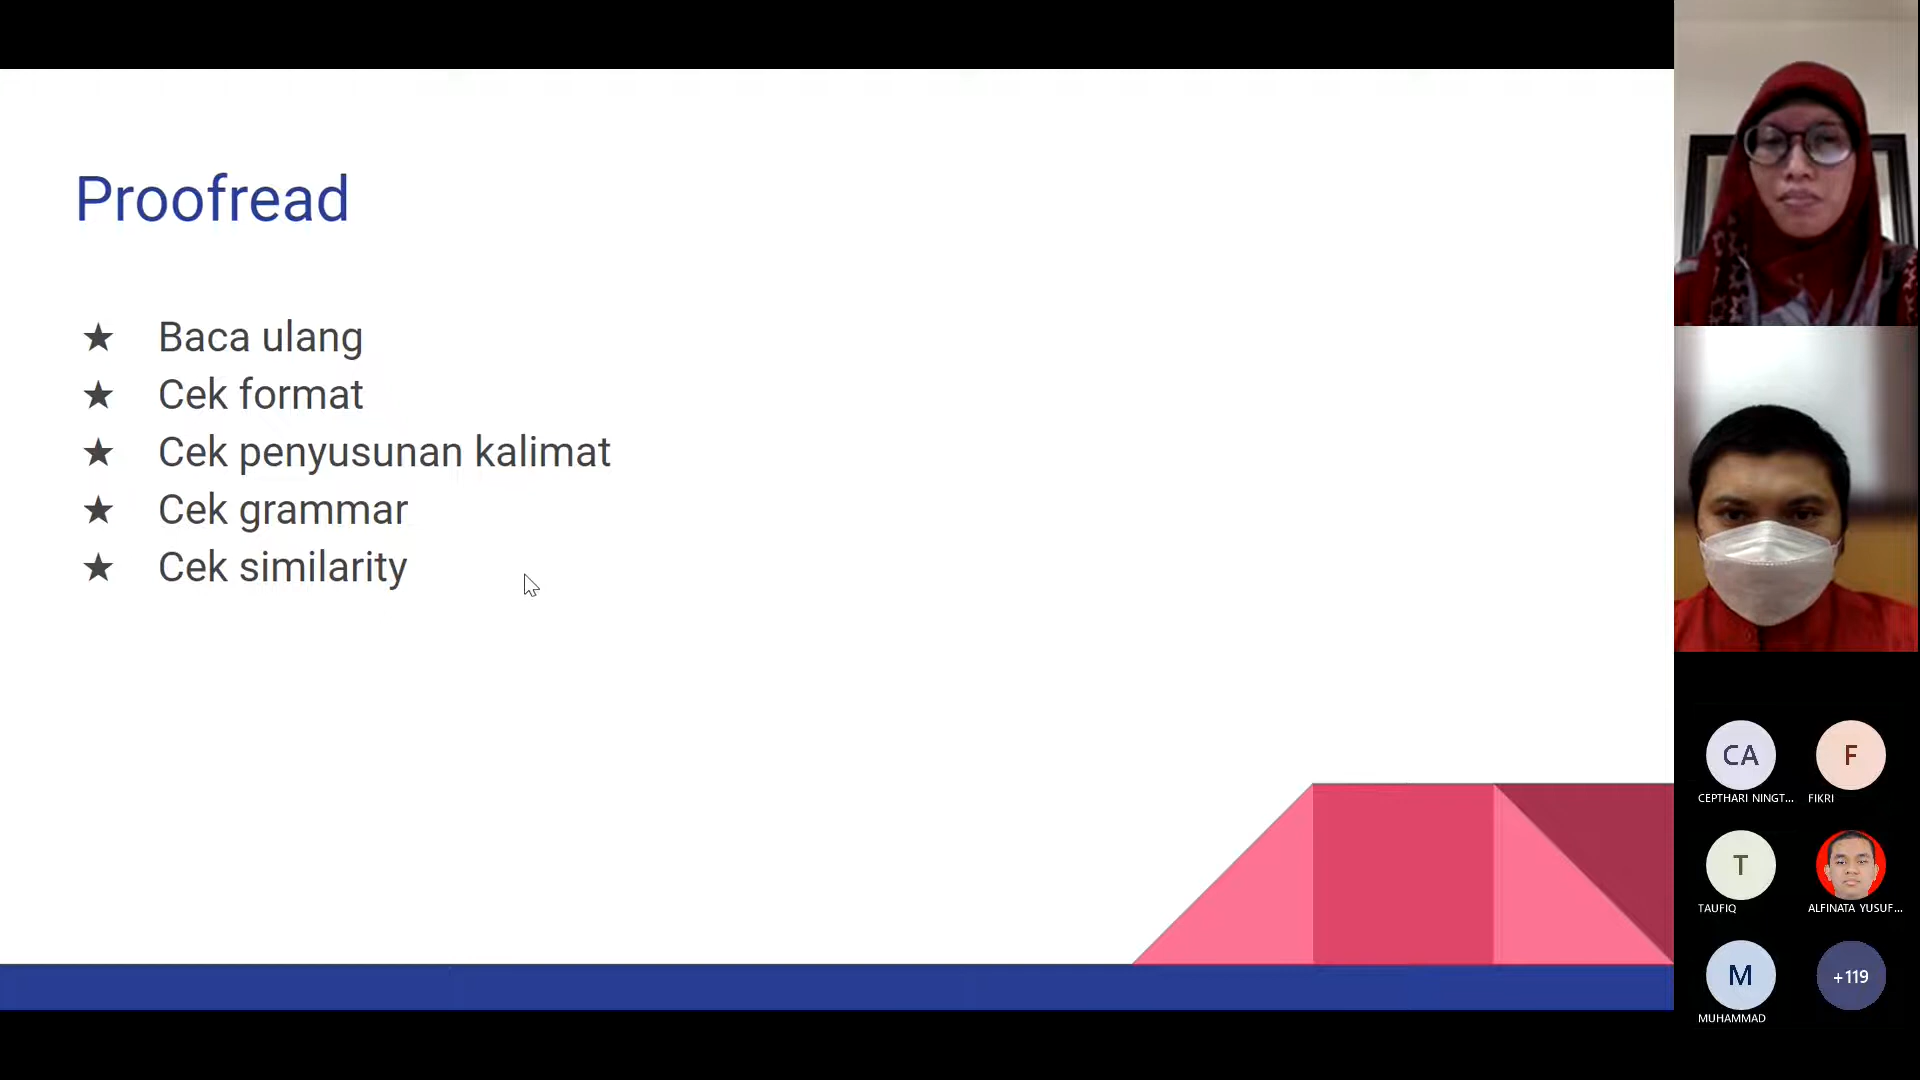 Proofread
★ Baca ulang
★ Cek format
★ Cek penyusunan kalimat
★ Cek grammar
★ Cek similarity
CA
F
CEPTHARI NINGT...
FIKRI
T
TAUFIQ
ALFINATA YUSUF...
M
+119
MUHAMMAD